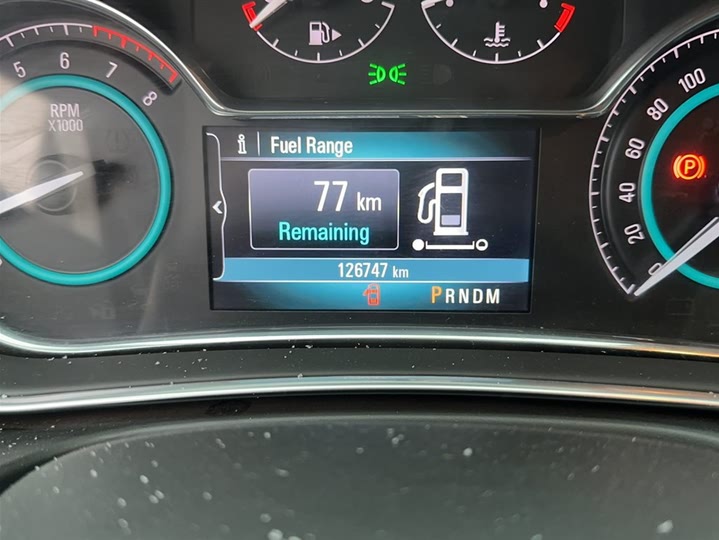 5 6 7 8
RPM
X1000
Fuel Range
77 km
Remaining
126747 km
PRNDM
0 20 40 60 80 100
P